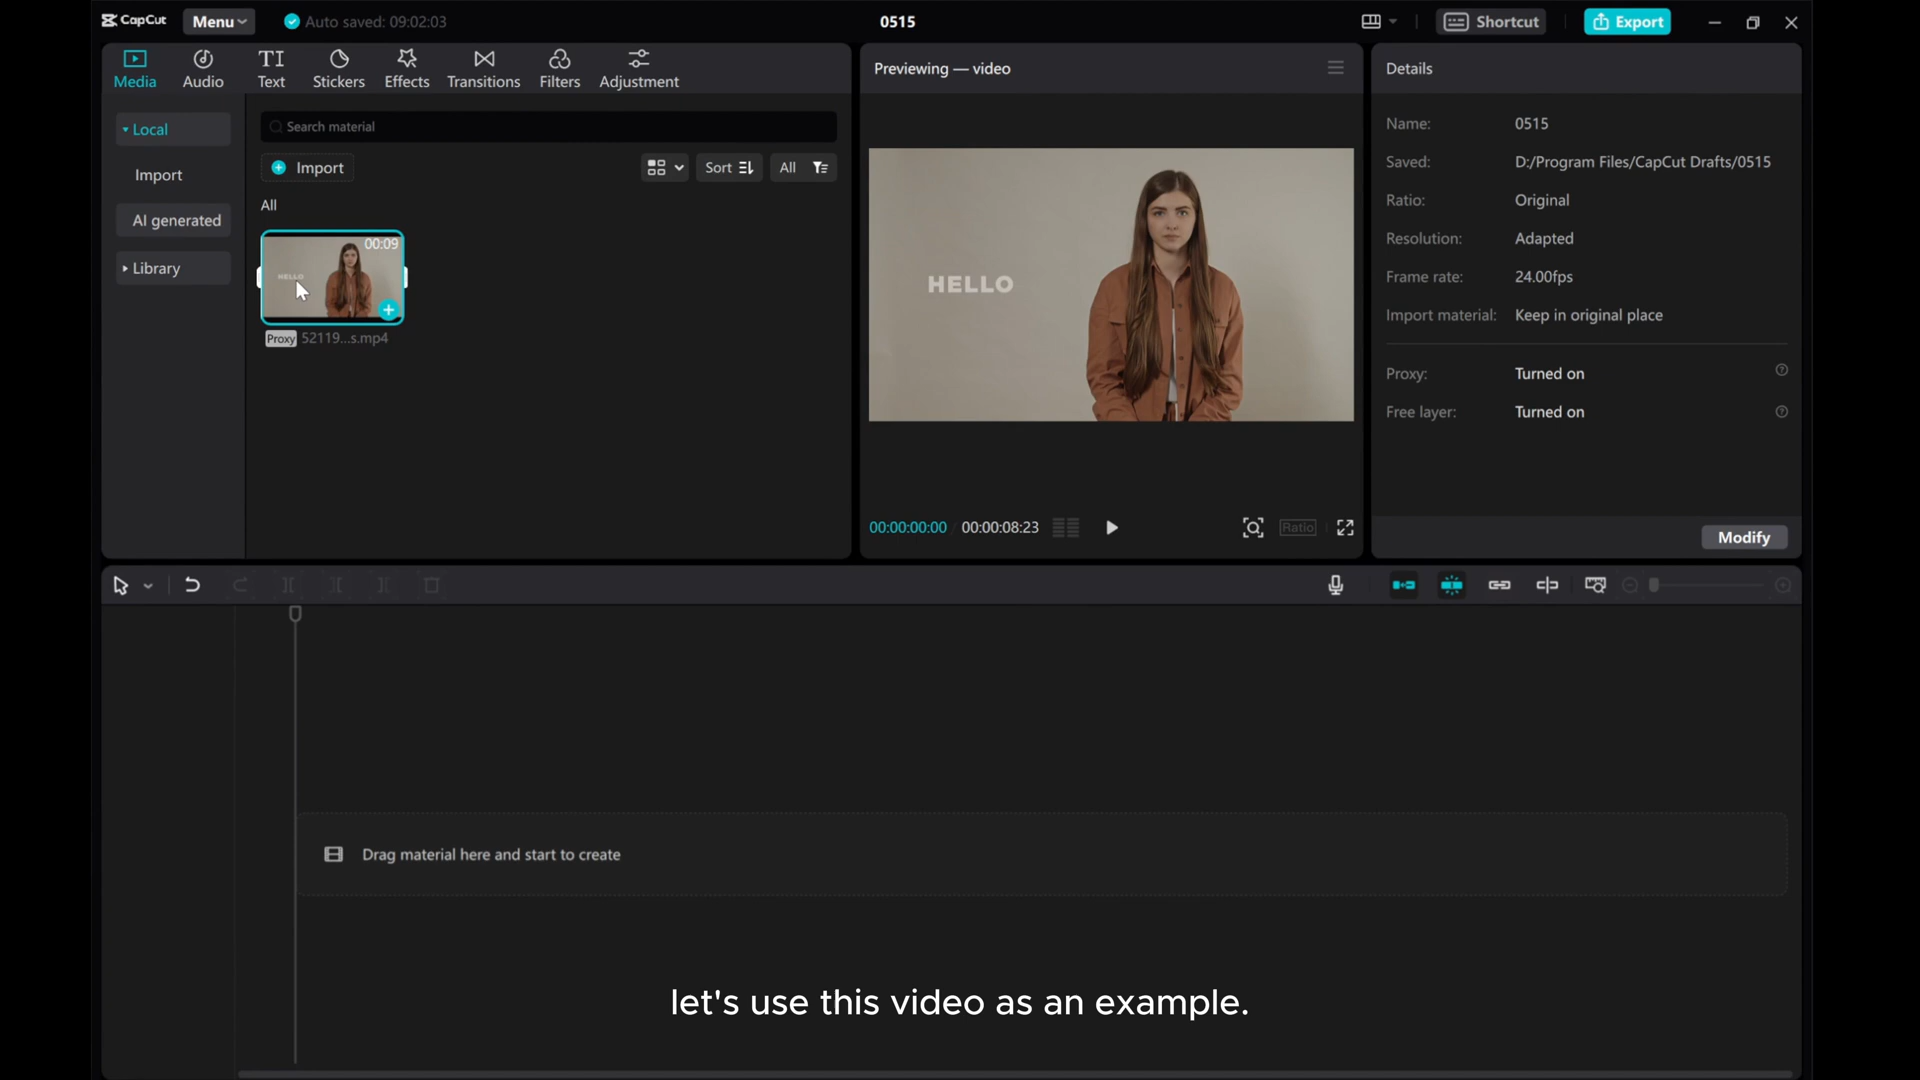 CapCut
Menu
Auto saved: 09:02:03
0515
Shortcut
Export
Media
Audio
TI
Text
Stickers
Effects
Transitions
Filters
Adjustment
Local
Import
AI generated
Library
Search material
Import
Sort
All
All
00:09
HELLO
Proxy
52119...s.mp4
Previewing — video
HELLO
00:00:00:00
00:00:08:23
Ratio
Details
Name: 0515
Saved: D:/Program Files/CapCut Drafts/0515
Ratio: Original
Resolution: Adapted
Frame rate: 24.00fps
Import material: Keep in original place
Proxy: Turned on
Free layer: Turned on
Modify
Drag material here and start to create
let's use this video as an example.